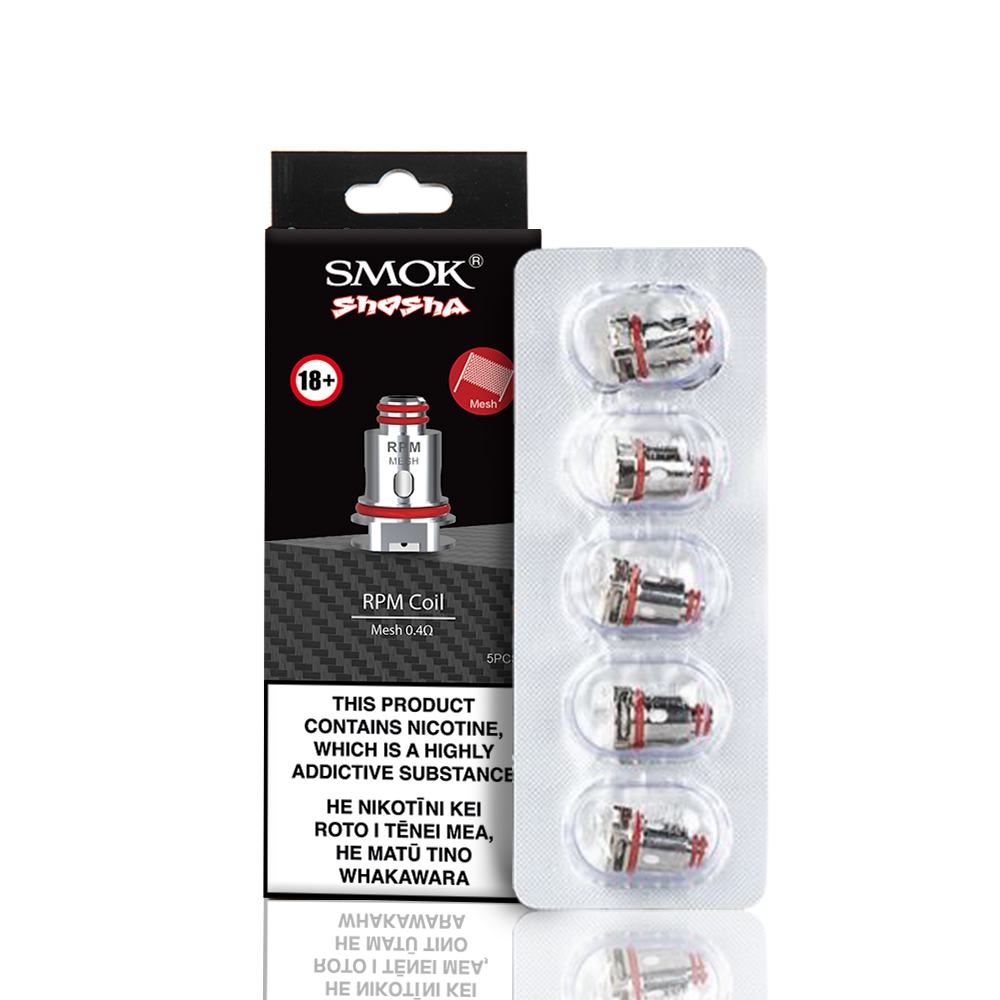 SMOK®
Shosha
18+
Mesh
RPM
MESH
RPM Coil
Mesh 0.4Ω
5PCS
THIS PRODUCT
CONTAINS NICOTINE,
WHICH IS A HIGHLY
ADDICTIVE SUBSTANCE
HE NIKOTĪNI KEI
ROTO I TĒNEI MEA,
HE MATŪ TINO
WHAKAWARA